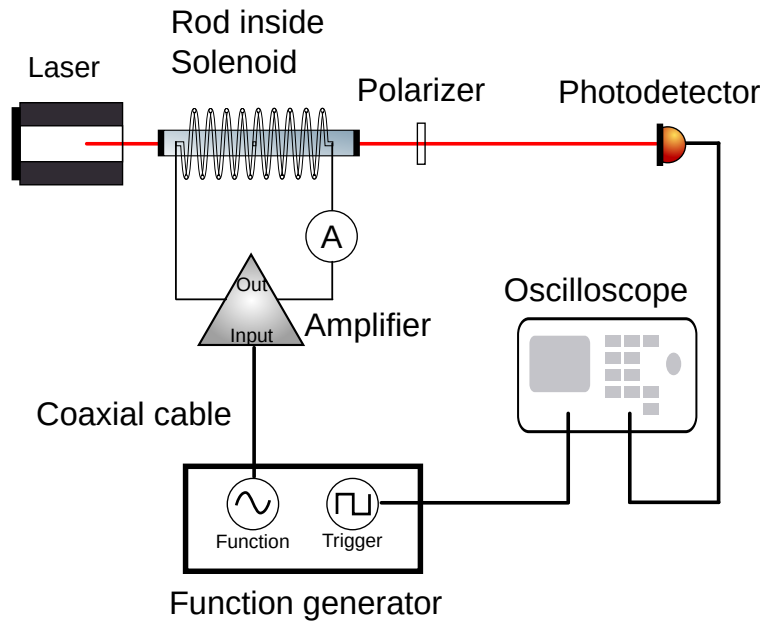 Rod inside
Solenoid
Laser
Polarizer
Photodetector
A
Out
Input
Amplifier
Oscilloscope
Coaxial cable
Function
Trigger
Function generator